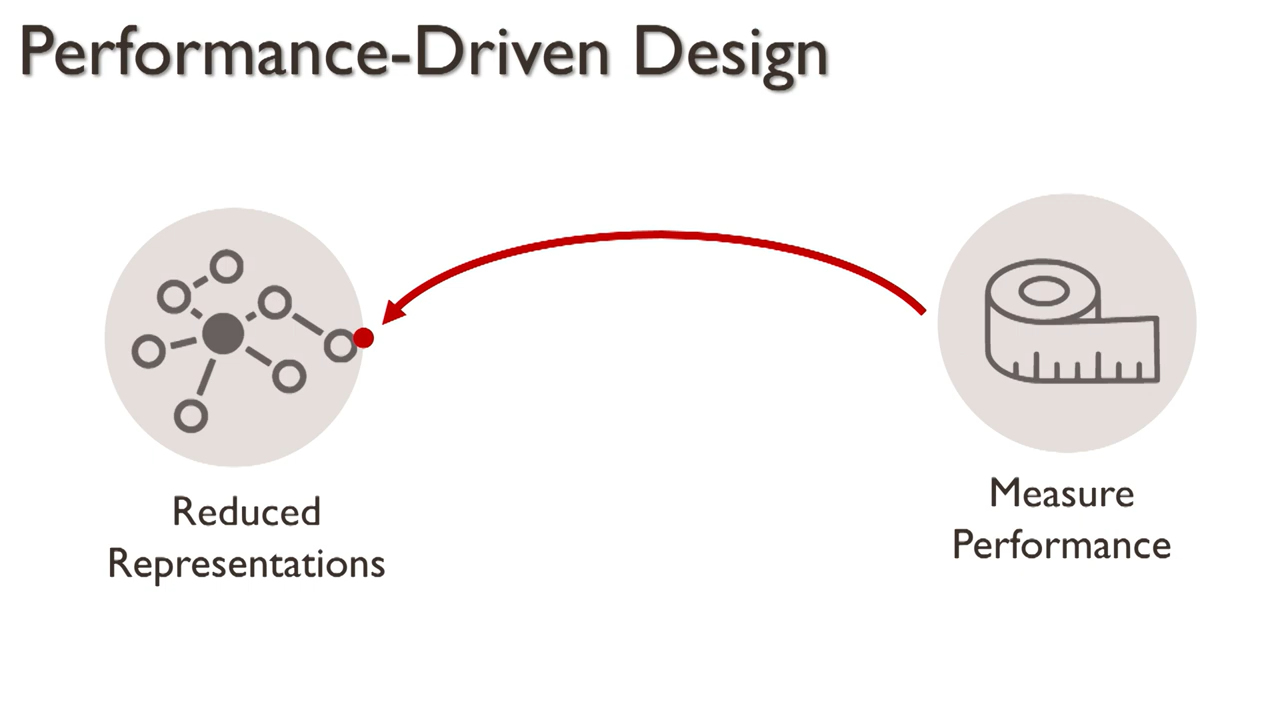 Performance-Driven Design
Reduced
Representations
Measure
Performance